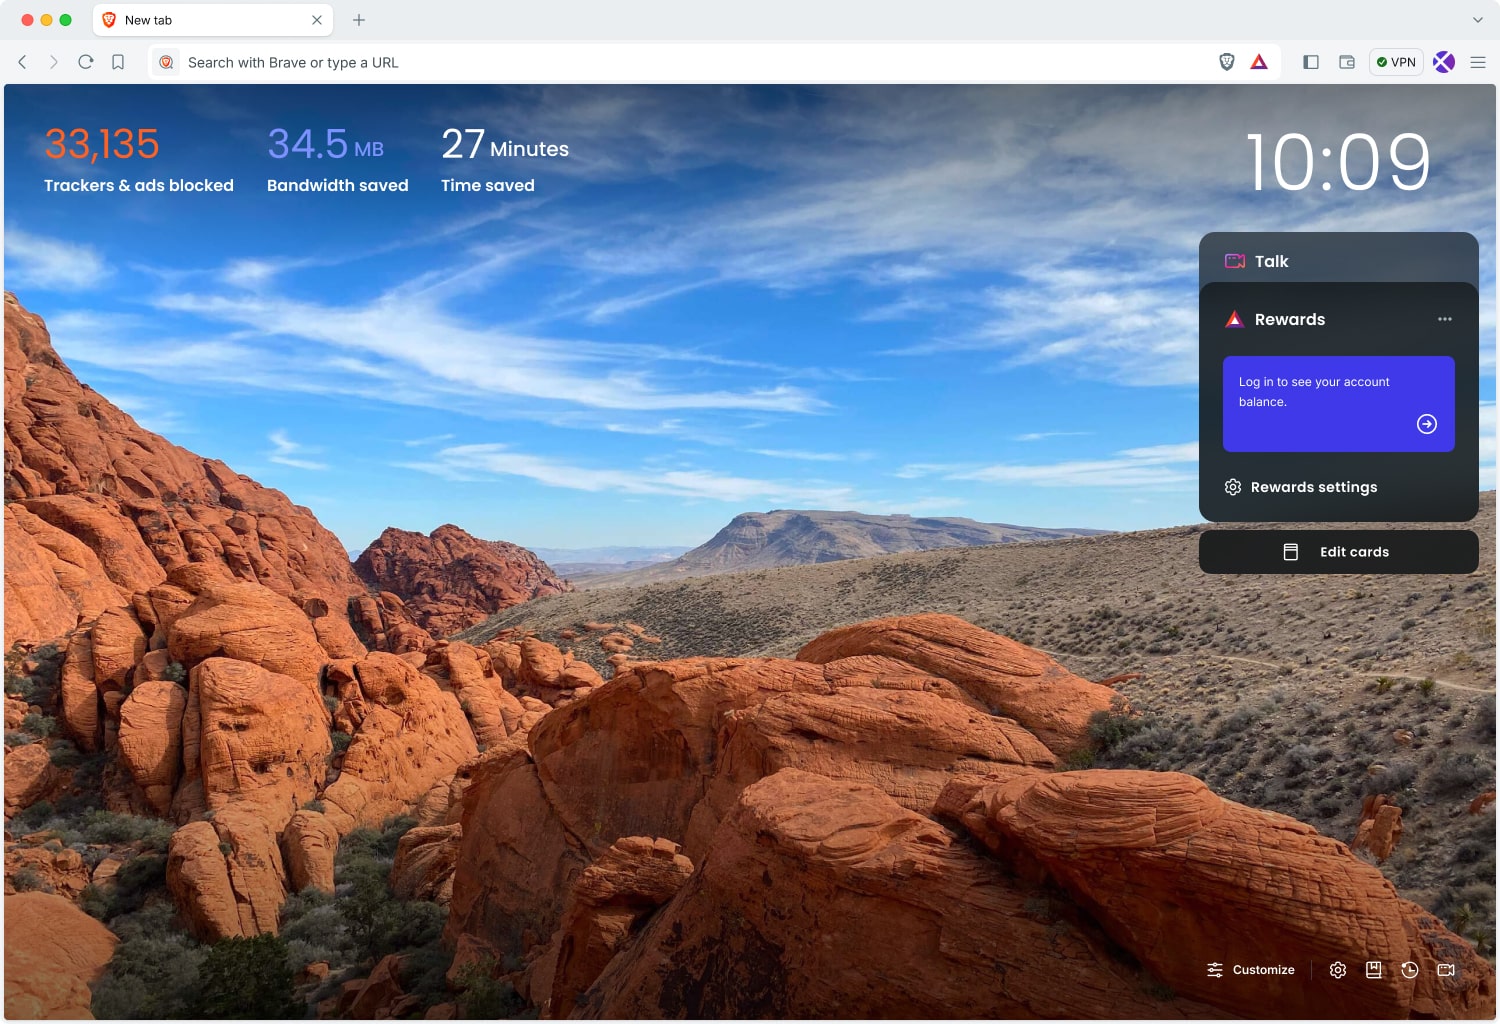 New tab
Search with Brave or type a URL
VPN
33,135
Trackers & ads blocked
34.5 MB
Bandwidth saved
27 Minutes
Time saved
10:09
Talk
Rewards
Log in to see your account
balance.
Rewards settings
Edit cards
Customize